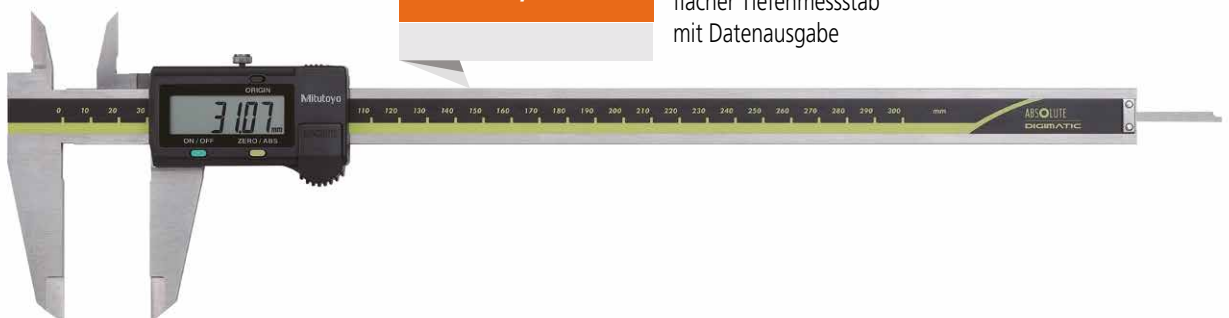 flacher Tiefenmessstab
mit Datenausgabe
ORIGIN
Mitutoyo
31.07 mm
ON/OFF ZERO/ABS
0 10 20 30
110 120 130 140 150 160 170 180 190 200 210 220 230 240 250 260 270 280 290 300 mm
ABSOLUTE
DIGIMATIC